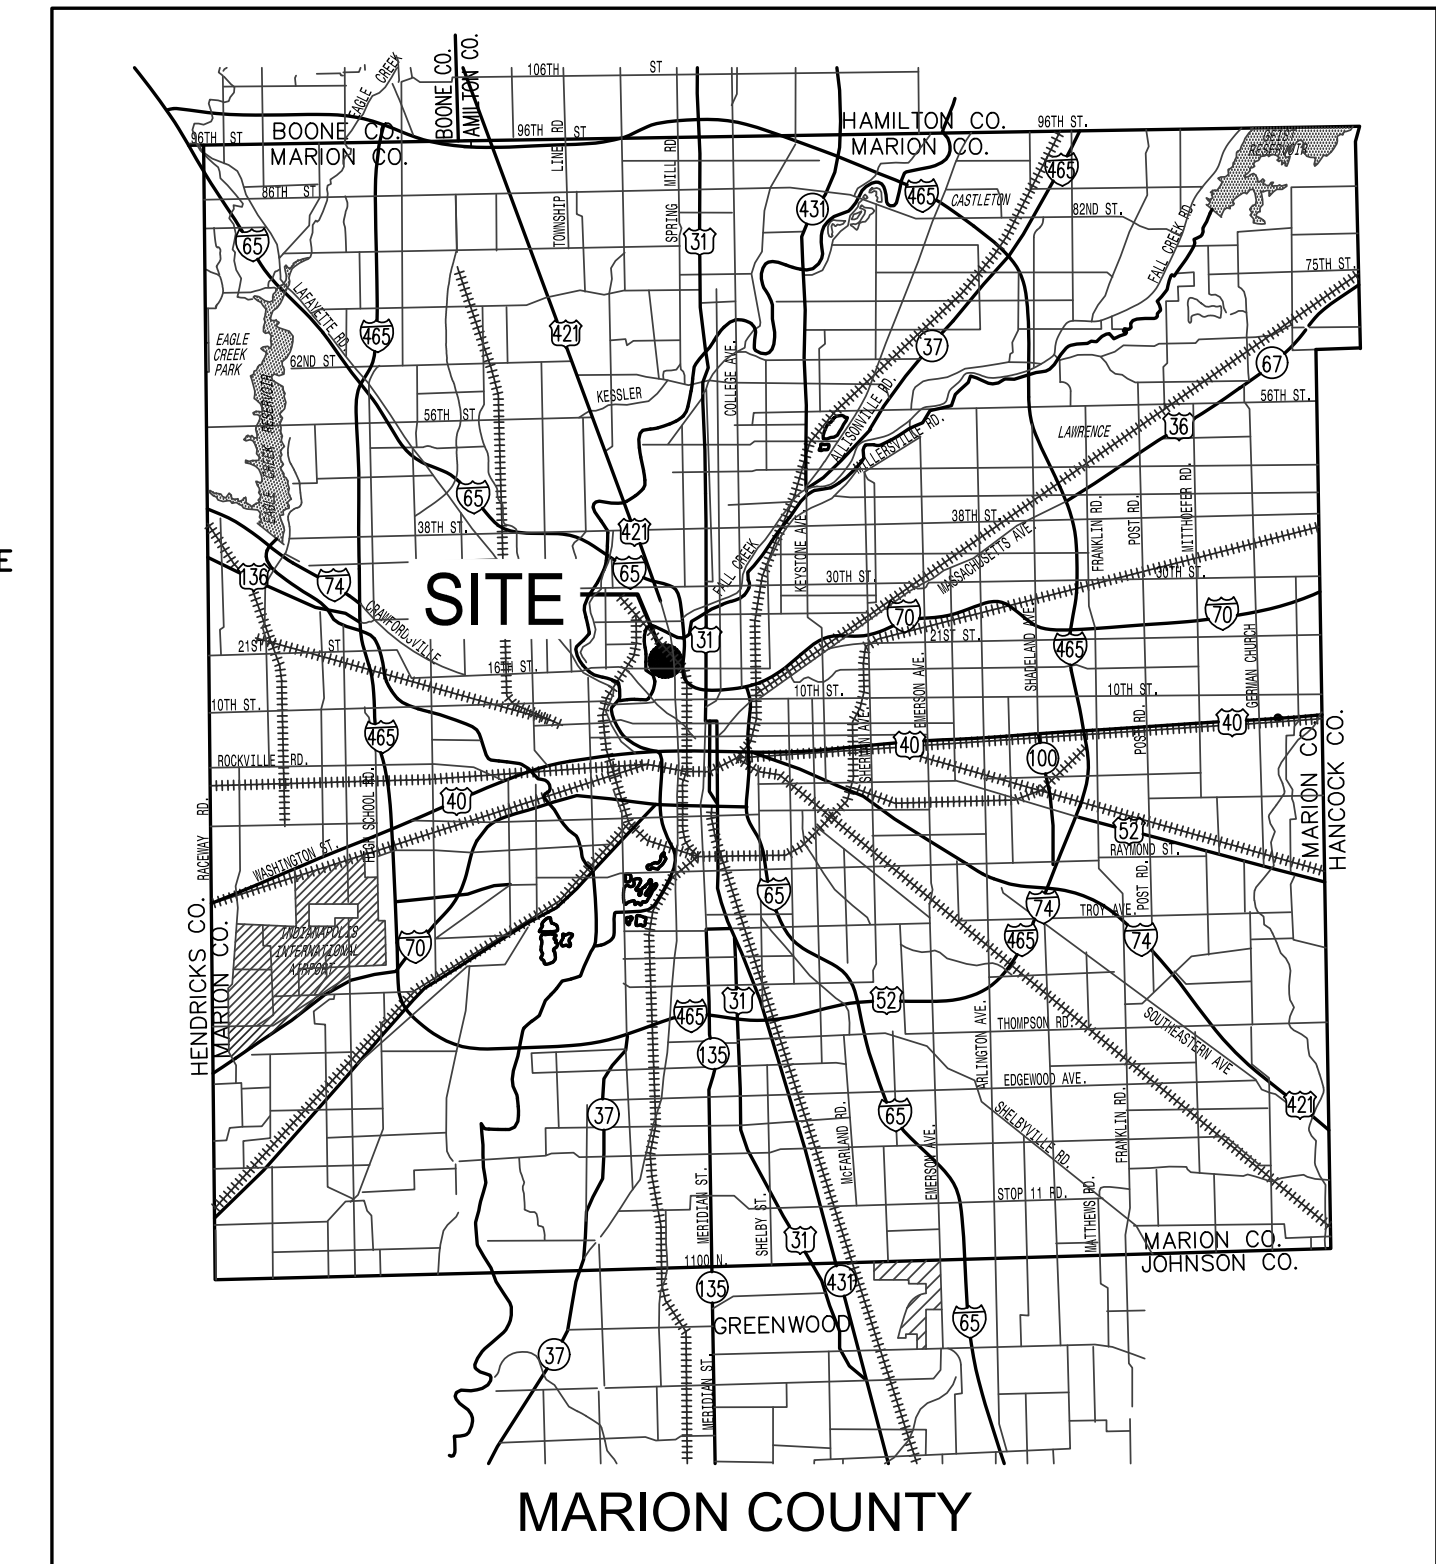 E
BOONE CO.
EAGLE CREEK
106TH ST
96TH ST
BOONE CO.
MARION CO.
96TH ST
LINE RD
TOWNSHIP
SPRING MILL RD
HAMILTON CO.
MARION CO.
96TH ST.
RESERVOIR
86TH ST
465
465
CASTLETON
431
82ND ST.
FALL CREEK RD.
65
31
75TH ST.
LAFAYETTE RD.
465
421
EAGLE
CREEK
PARK
62ND ST
37
67
COLLEGE AVE.
KESSLER
56TH ST
56TH ST.
ALLISONVILLE RD.
MILLERSVILLE RD.
LAWRENCE
36
65
38TH ST.
421
38TH ST.
MASSACHUSETTS AVE.
FRANKLIN RD.
POST RD.
MITTHOEFER RD.
65
FALL CREEK
KEYSTONE AVE.
30TH ST.
30TH ST.
136
74
SITE
CRAWFORDSVILLE
70
70
21ST ST
31
21ST ST.
465
SHADELAND AVE.
GERMAN CHURCH
16TH ST.
10TH ST.
10TH ST.
10TH ST.
EMERSON AVE.
SHERMAN AVE.
POST RD.
465
40
40
100
ROCKVILLE RD.
HIGH SCHOOL RD.
40
RACEWAY RD.
WASHINGTON ST.
52
RAYMOND ST.
MARION CO.
HANCOCK CO.
65
74
TROY AVE.
POST RD.
HENDRICKS CO.
MARION CO.
INDIANAPOLIS
INTERNATIONAL
AIRPORT
70
465
74
465
31
52
135
ARLINGTON AVE.
THOMPSON RD.
SOUTHEASTERN AVE
EDGEWOOD AVE.
37
65
421
SHELBYVILLE RD.
FRANKLIN RD.
McFARLAND RD.
EMERSON AVE.
STOP 11 RD.
MERIDIAN ST.
SHELBY ST.
MATTHEWS RD.
31
MARION CO.
JOHNSON CO.
1100 N.
135
431
GREENWOOD
65
37
MERIDIAN ST.
MARION COUNTY